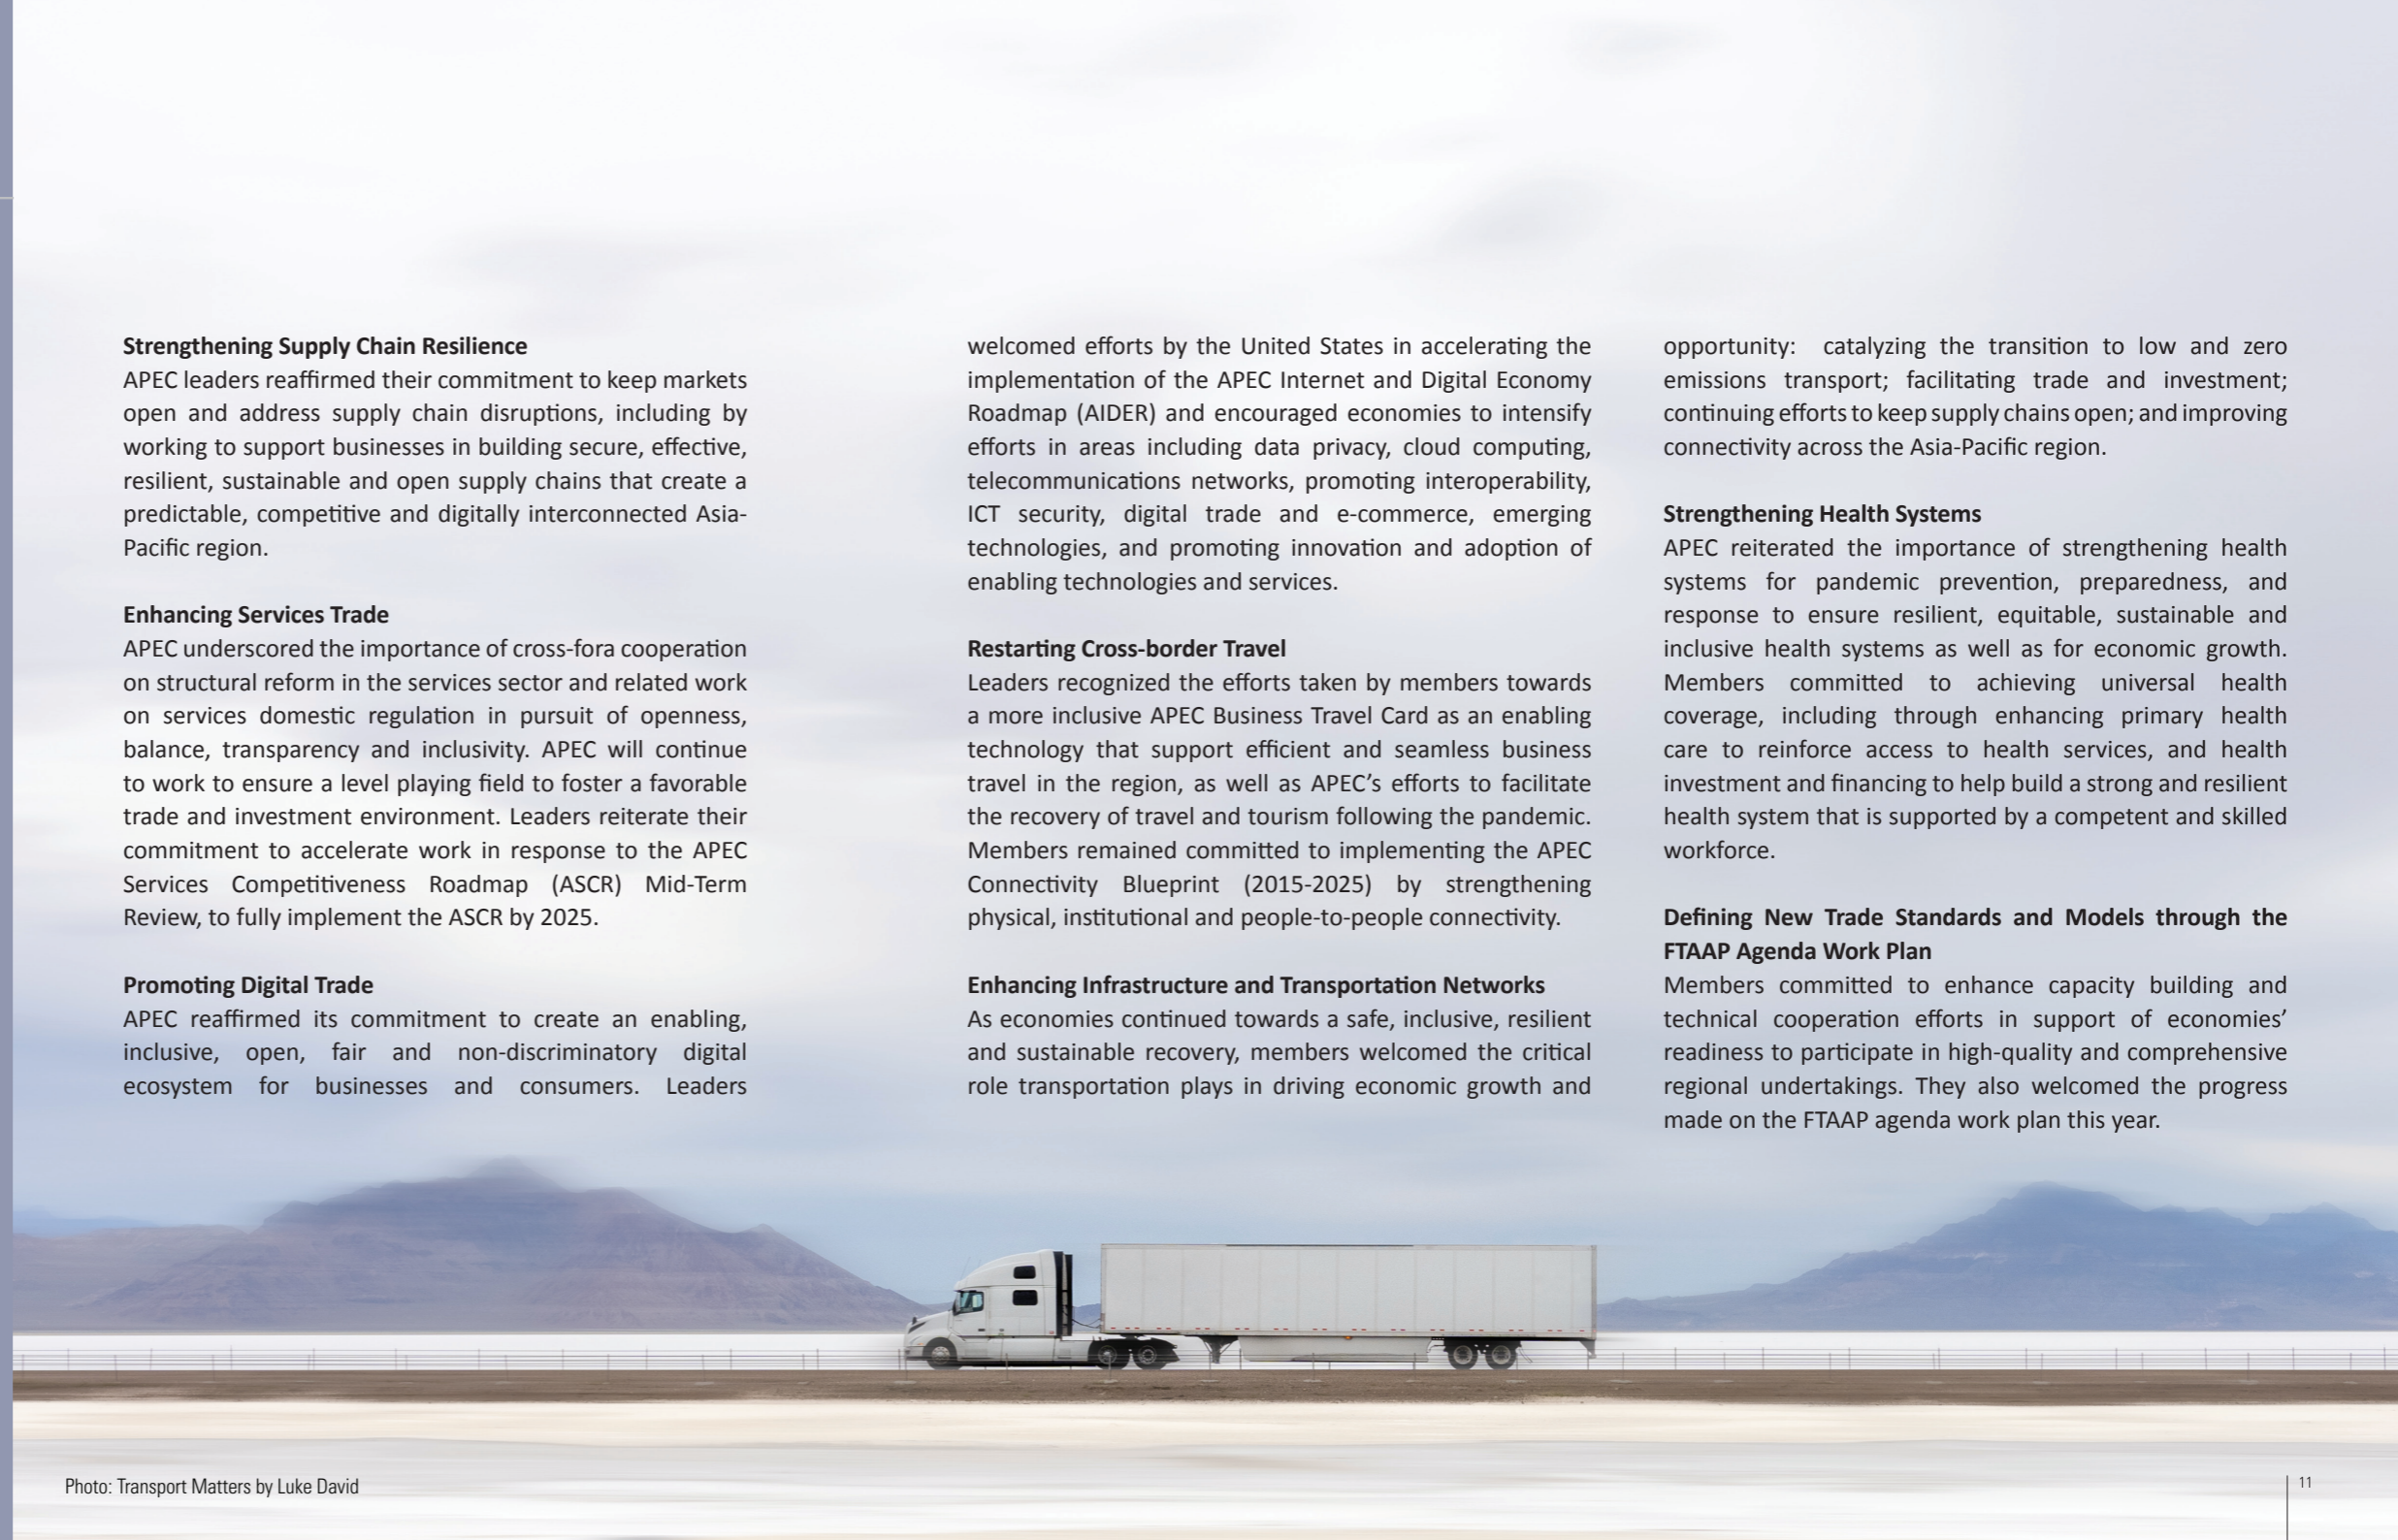 Strengthening Supply Chain Resilience
APEC leaders reaffirmed their commitment to keep markets
open and address supply chain disruptions, including by
working to support businesses in building secure, effective,
resilient, sustainable and open supply chains that create a
predictable, competitive and digitally interconnected Asia-
Pacific region.
Enhancing Services Trade
APEC underscored the importance of cross-fora cooperation
on structural reform in the services sector and related work
on services domestic regulation in pursuit of openness,
balance, transparency and inclusivity. APEC will continue
to work to ensure a level playing field to foster a favorable
trade and investment environment. Leaders reiterate their
commitment to accelerate work in response to the APEC
Services Competitiveness Roadmap (ASCR) Mid-Term
Review, to fully implement the ASCR by 2025.
Promoting Digital Trade
APEC reaffirmed its commitment to create an enabling,
inclusive, open, fair and non-discriminatory digital
ecosystem for businesses and consumers. Leaders
welcomed efforts by the United States in accelerating the
implementation of the APEC Internet and Digital Economy
Roadmap (AIDER) and encouraged economies to intensify
efforts in areas including data privacy, cloud computing,
telecommunications networks, promoting interoperability,
ICT security, digital trade and e-commerce, emerging
technologies, and promoting innovation and adoption of
enabling technologies and services.
Restarting Cross-border Travel
Leaders recognized the efforts taken by members towards
a more inclusive APEC Business Travel Card as an enabling
technology that support efficient and seamless business
travel in the region, as well as APEC’s efforts to facilitate
the recovery of travel and tourism following the pandemic.
Members remained committed to implementing the APEC
Connectivity Blueprint (2015-2025) by strengthening
physical, institutional and people-to-people connectivity.
Enhancing Infrastructure and Transportation Networks
As economies continued towards a safe, inclusive, resilient
and sustainable recovery, members welcomed the critical
role transportation plays in driving economic growth and
opportunity: catalyzing the transition to low and zero
emissions transport; facilitating trade and investment;
continuing efforts to keep supply chains open; and improving
connectivity across the Asia-Pacific region.
Strengthening Health Systems
APEC reiterated the importance of strengthening health
systems for pandemic prevention, preparedness, and
response to ensure resilient, equitable, sustainable and
inclusive health systems as well as for economic growth.
Members committed to achieving universal health
coverage, including through enhancing primary health
care to reinforce access to health services, and health
investment and financing to help build a strong and resilient
health system that is supported by a competent and skilled
workforce.
Defining New Trade Standards and Models through the
FTAAP Agenda Work Plan
Members committed to enhance capacity building and
technical cooperation efforts in support of economies’
readiness to participate in high-quality and comprehensive
regional undertakings. They also welcomed the progress
made on the FTAAP agenda work plan this year.
Photo: Transport Matters by Luke David
11